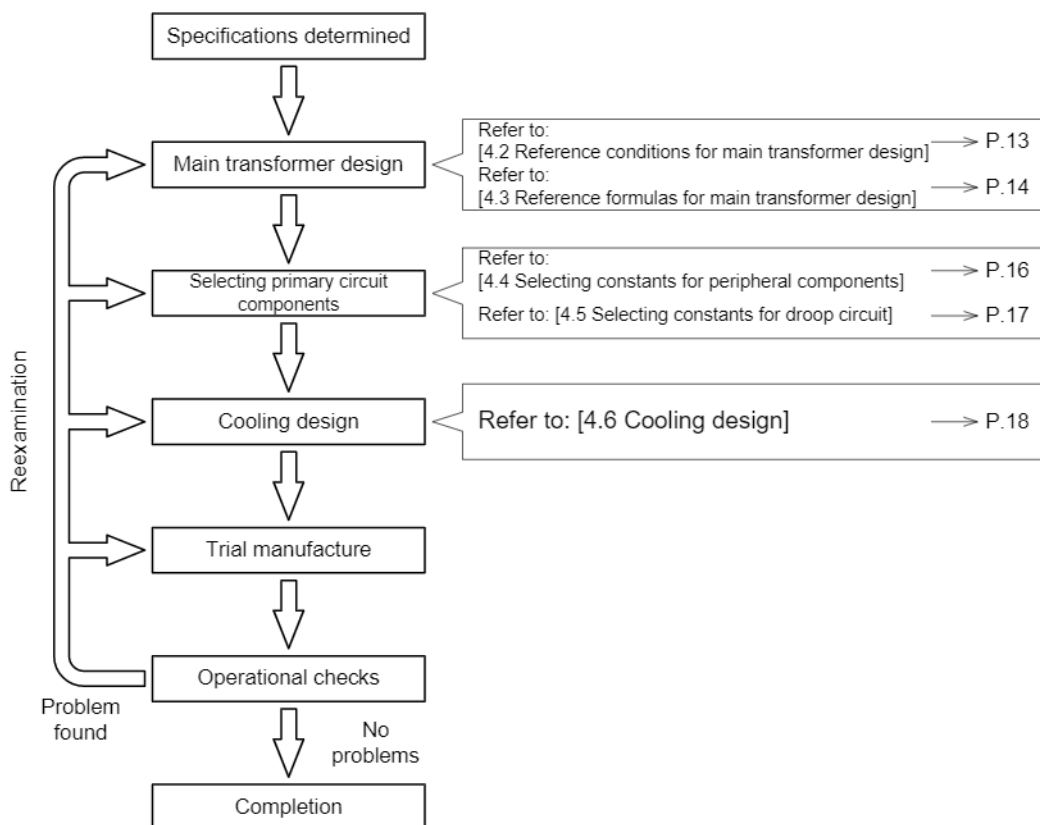 Specifications determined
Main transformer design
Refer to:
[4.2 Reference conditions for main transformer design]
P.13
Refer to:
[4.3 Reference formulas for main transformer design]
P.14
Selecting primary circuit
components
Refer to:
[4.4 Selecting constants for peripheral components]
P.16
Refer to: [4.5 Selecting constants for droop circuit]
P.17
Reexamination
Cooling design
Refer to: [4.6 Cooling design]
P.18
Trial manufacture
Operational checks
Problem
found
No
problems
Completion